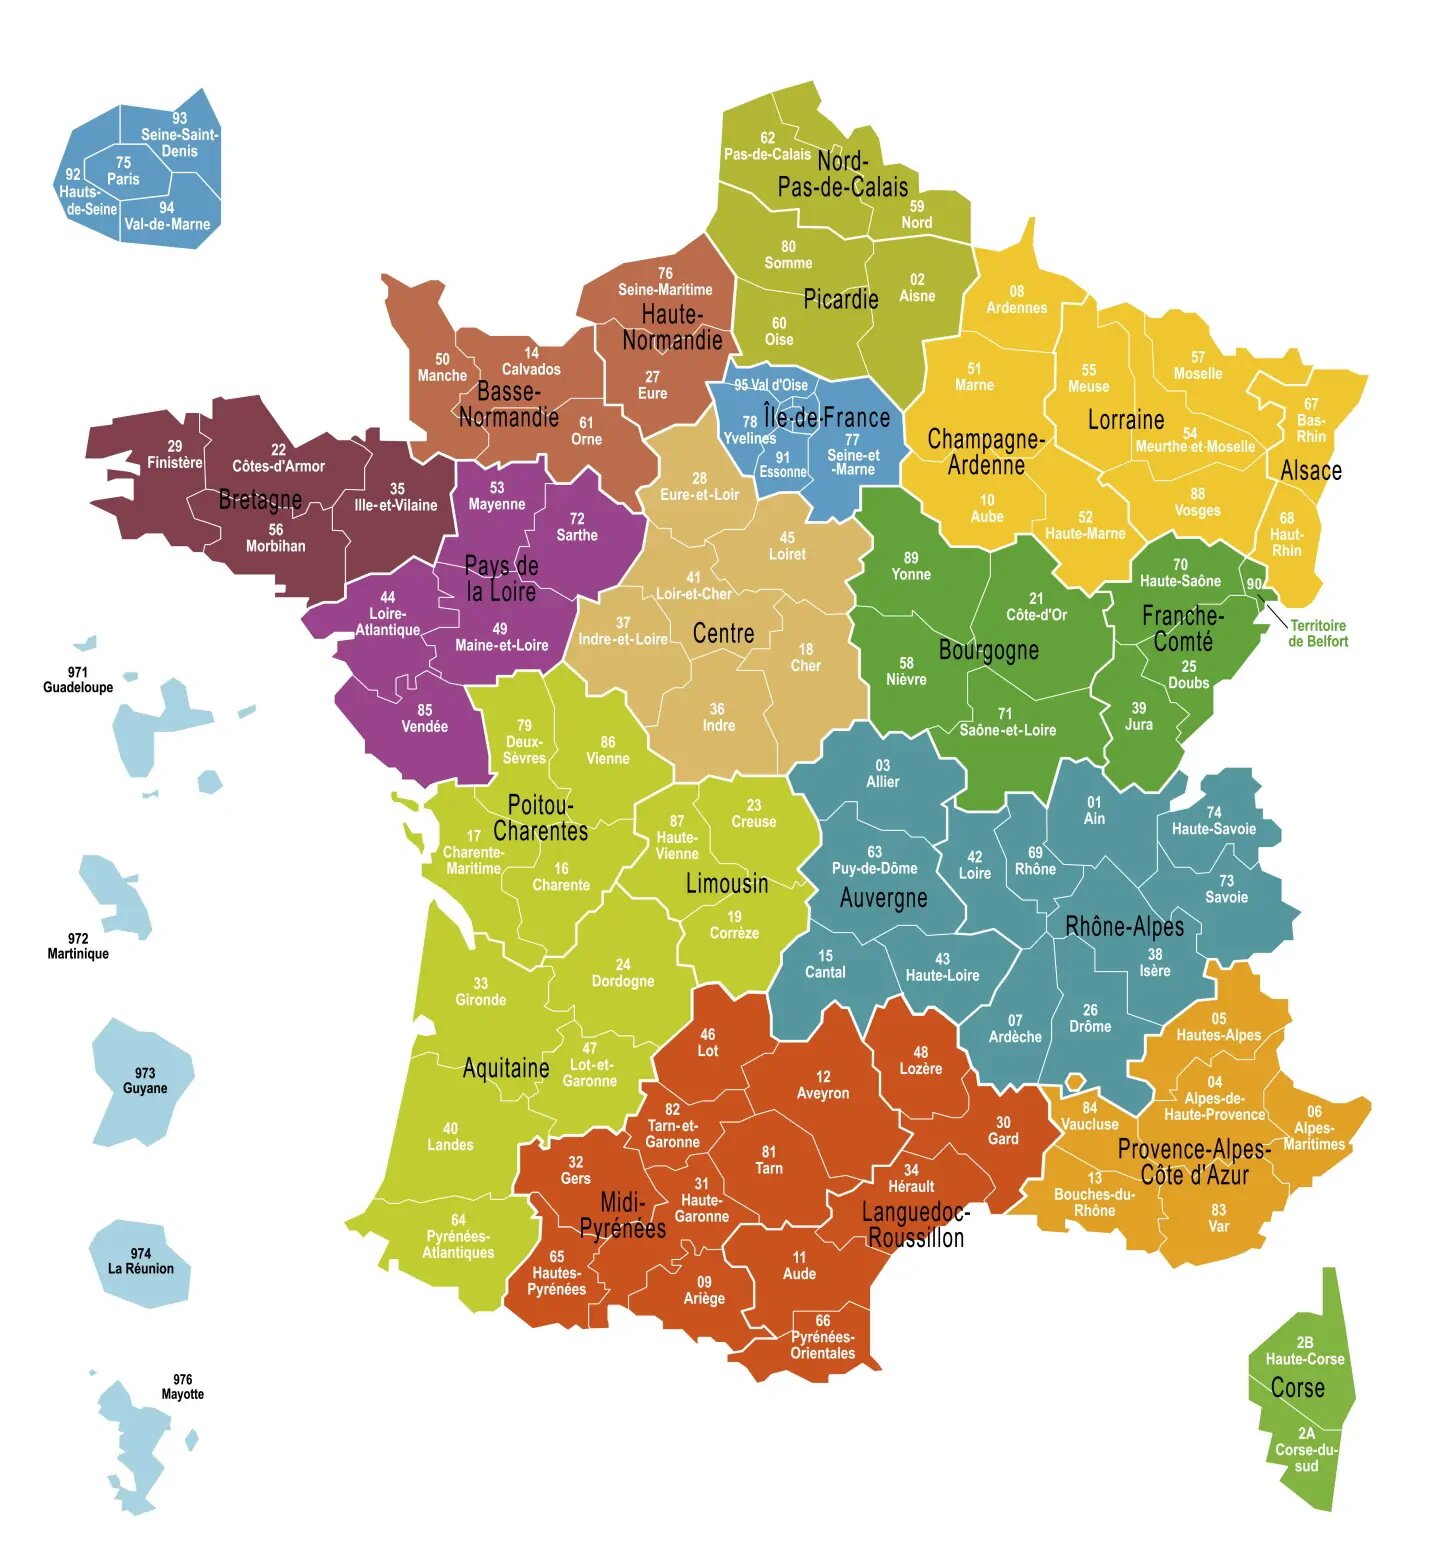 93
Seine-Saint-
Denis
75
Paris
92
Hauts-
de-Seine
94
Val-de-Marne
62
Pas-de-Calais
Nord-
Pas-de-Calais
59
Nord
80
Somme
02
Aisne
Picardie
60
Oise
76
Seine-Maritime
Haute-
Normandie
27
Eure
50
Manche
14
Calvados
Basse-
Normandie
61
Orne
08
Ardennes
51
Marne
Champagne-
Ardenne
10
Aube
52
Haute-Marne
55
Meuse
57
Moselle
Lorraine
54
Meurthe et Moselle
88
Vosges
67
Bas-
Rhin
Alsace
68
Haut-
Rhin
95 Val d'Oise
Île-de-France
78
Yvelines
77
Seine-et
-Marne
91
Essonne
29
Finistère
22
Côtes-d'Armor
Bretagne
35
Ille-et-Vilaine
56
Morbihan
53
Mayenne
72
Sarthe
Pays de
la Loire
44
Loire-
Atlantique
49
Maine-et-Loire
85
Vendée
28
Eure-et-Loir
45
Loiret
41
Loir-et-Cher
37
Indre-et-Loire
Centre
18
Cher
36
Indre
89
Yonne
21
Côte-d'Or
Bourgogne
58
Nièvre
71
Saône-et-Loire
70
Haute-Saône
90
Territoire
de Belfort
Franche-
Comté
25
Doubs
39
Jura
971
Guadeloupe
79
Deux-
Sèvres
86
Vienne
Poitou-
Charentes
17
Charente-
Maritime
16
Charente
87
Haute-
Vienne
23
Creuse
Limousin
19
Corrèze
03
Allier
63
Puy-de-Dôme
Auvergne
15
Cantal
43
Haute-Loire
01
Ain
74
Haute-Savoie
42
Loire
69
Rhône
73
Savoie
Rhône-Alpes
38
Isère
07
Ardèche
26
Drôme
972
Martinique
33
Gironde
24
Dordogne
Aquitaine
47
Lot-et-
Garonne
40
Landes
64
Pyrénées-
Atlantiques
973
Guyane
46
Lot
12
Aveyron
82
Tarn-et-
Garonne
81
Tarn
32
Gers
31
Haute-
Garonne
Midi-
Pyrénées
65
Hautes-
Pyrénées
09
Ariège
48
Lozère
30
Gard
34
Hérault
Languedoc-
Roussillon
11
Aude
66
Pyrénées-
Orientales
05
Hautes-Alpes
04
Alpes-de-
Haute-Provence
06
Alpes-
Maritimes
84
Vaucluse
Provence-Alpes-
Côte d'Azur
13
Bouches-du-
Rhône
83
Var
974
La Réunion
976
Mayotte
2B
Haute-Corse
Corse
2A
Corse-du-
sud